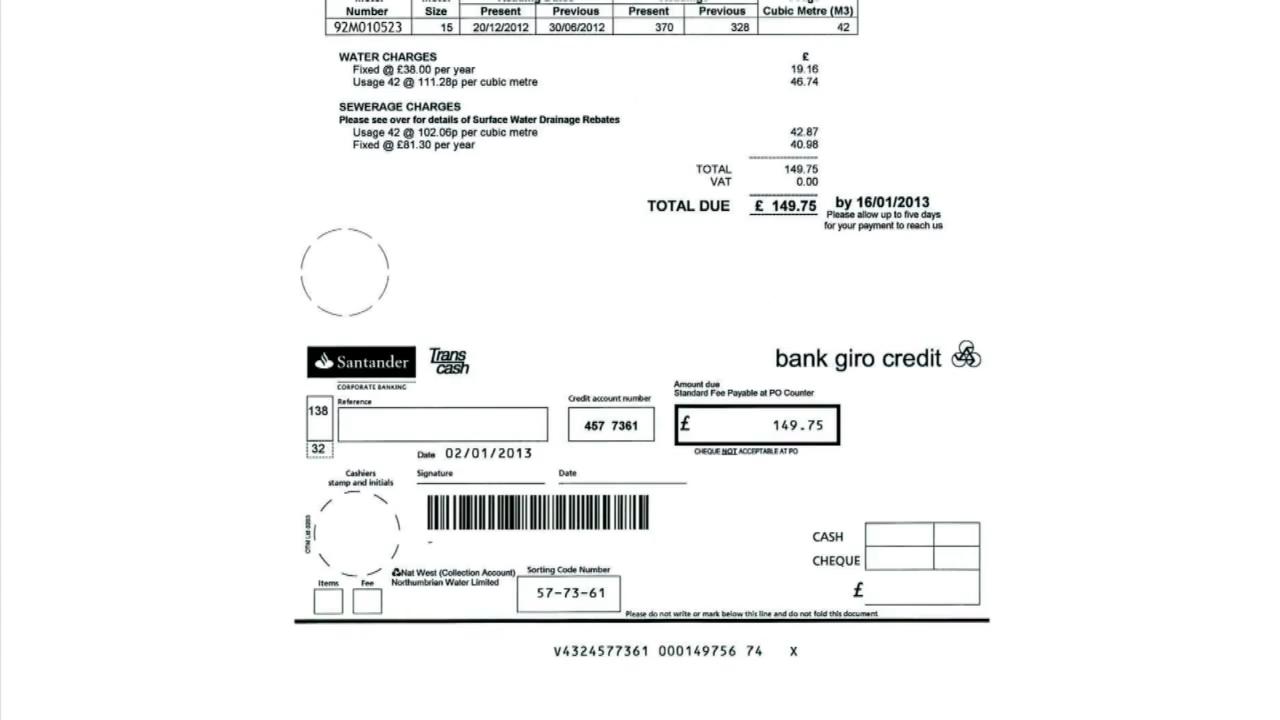 Number Size Present Previous Present Previous Cubic Metre (M3)
92M010523 15 20/12/2012 30/06/2012 370 328 42
WATER CHARGES £
Fixed @ £38.00 per year 19.16
Usage 42 @ 111.28p per cubic metre 46.74
SEWERAGE CHARGES
Please see over for details of Surface Water Drainage Rebates
Usage 42 @ 102.06p per cubic metre 42.87
Fixed @ £81.30 per year 40.98
TOTAL 149.75
VAT 0.00
TOTAL DUE £ 149.75 by 16/01/2013
Please allow up to five days
for your payment to reach us
Santander Trans cash bank giro credit
CORPORATE BANKING
Amount due
Standard Fee Payable at PO Counter
Reference Credit account number
138 457 7361 £ 149.75
32
CHEQUE NOT ACCEPTABLE AT PO
Date 02/01/2013
Cashiers
stamp and initials
Signature Date
CASH
CHEQUE
£
Items Fee
Nat West (Collection Account)
Northumbrian Water Limited
Sorting Code Number
57-73-61
Please do not write or mark below this line and do not fold this document
V4324577361 000149756 74 X